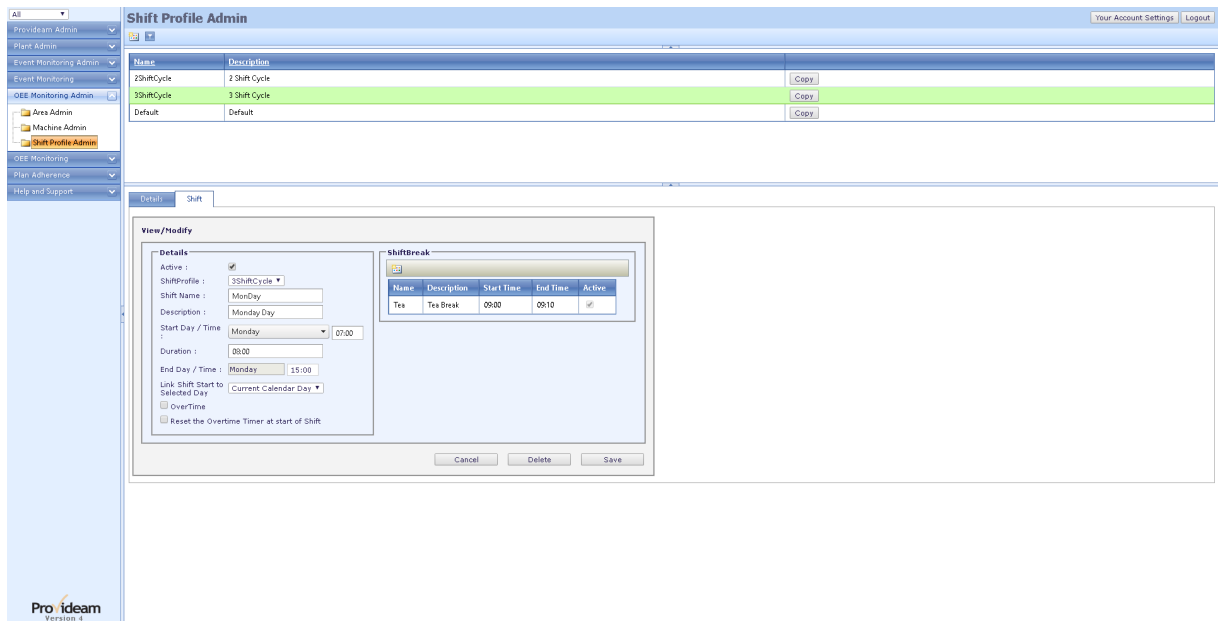 All
Provideam Admin
Plant Admin
Event Monitoring Admin
Event Monitoring
OEE Monitoring Admin
Area Admin
Machine Admin
Shift Profile Admin
OEE Monitoring
Plan Adherence
Help and Support
Provideam
Version 4
Shift Profile Admin
Your Account Settings Logout
Name Description
2ShiftCycle 2 Shift Cycle Copy
3ShiftCycle 3 Shift Cycle Copy
Default Default Copy
Details Shift
View/Modify
Details
Active :
ShiftProfile : 3ShiftCycle
Shift Name : MonDay
Description : Monday Day
Start Day / Time
: Monday 07:00
Duration : 08:00
End Day / Time : Monday 15:00
Link Shift Start to
Selected Day Current Calendar Day
OverTime
Reset the Overtime Timer at start of Shift
ShiftBreak
Name Description Start Time End Time Active
Tea Tea Break 09:00 09:10
Cancel Delete Save